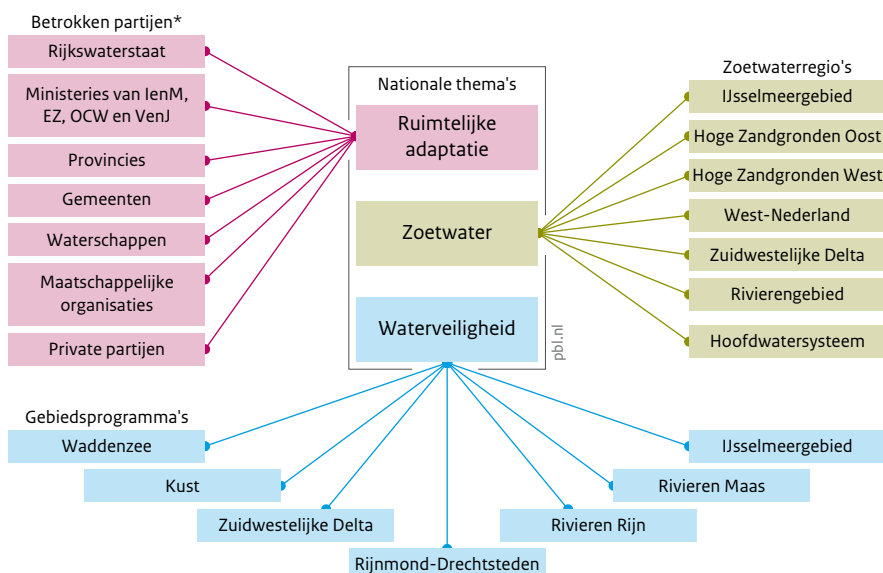 Betrokken partijen*
Rijkswaterstaat
Ministeries van IenM,
EZ, OCW en VenJ
Provincies
Gemeenten
Waterschappen
Maatschappelijke
organisaties
Private partijen
Nationale thema's
Ruimtelijke
adaptatie
Zoetwater
Waterveiligheid
pbl.nl
Zoetwaterregio's
IJsselmeergebied
Hoge Zandgronden Oost
Hoge Zandgronden West
West-Nederland
Zuidwestelijke Delta
Rivierengebied
Hoofdwatersysteem
Gebiedsprogramma's
Waddenzee
Kust
Zuidwestelijke Delta
Rijnmond-Drechtsteden
Rivieren Rijn
Rivieren Maas
IJsselmeergebied